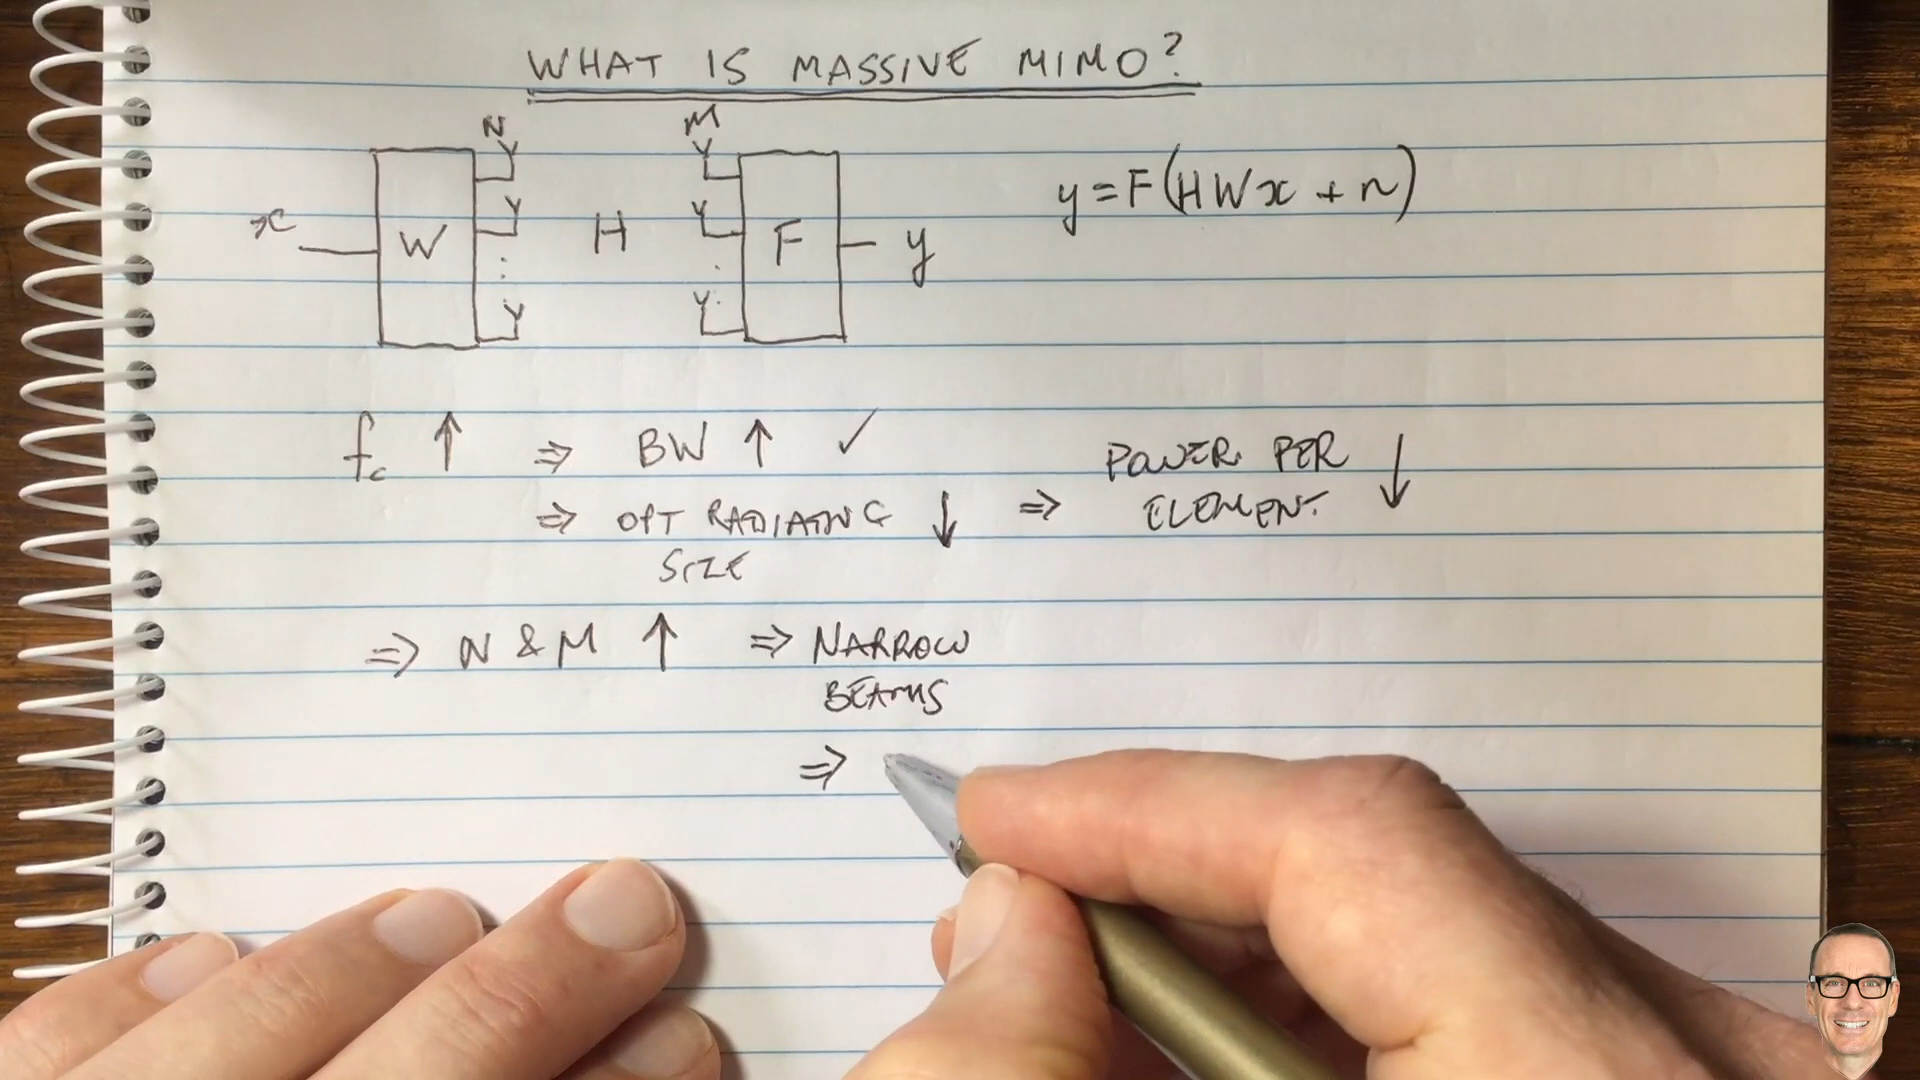 WHAT IS MASSIVE MIMO?
N M
x W H F y
y = F(HWx + n)
fc ↑ ⇒ BW ↑ ✓
⇒ OPT RADIATING ↓ ⇒ POWER PER ↓
SIZE ELEMENT
⇒ N & M ↑ ⇒ NARROW
BEAMS
⇒